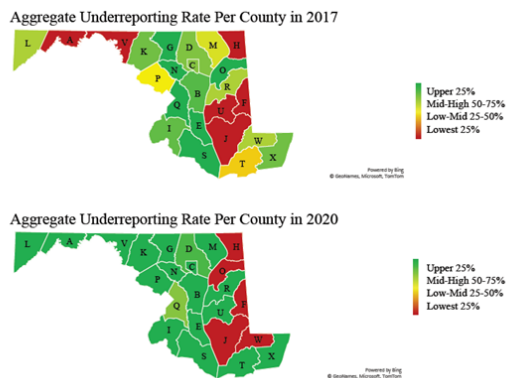 Aggregate Underreporting Rate Per County in 2017
L A V K G D M H
N C O
P B R F
Q U
I E J W
S T X
Upper 25%
Mid-High 50-75%
Low-Mid 25-50%
Lowest 25%
Powered by Bing
© GeoNames, Microsoft, TomTom
Aggregate Underreporting Rate Per County in 2020
L A V K G D M H
N C O
P B R F
Q U
I E J W
S T X
Upper 25%
Mid-High 50-75%
Low-Mid 25-50%
Lowest 25%
Powered by Bing
© GeoNames, Microsoft, TomTom